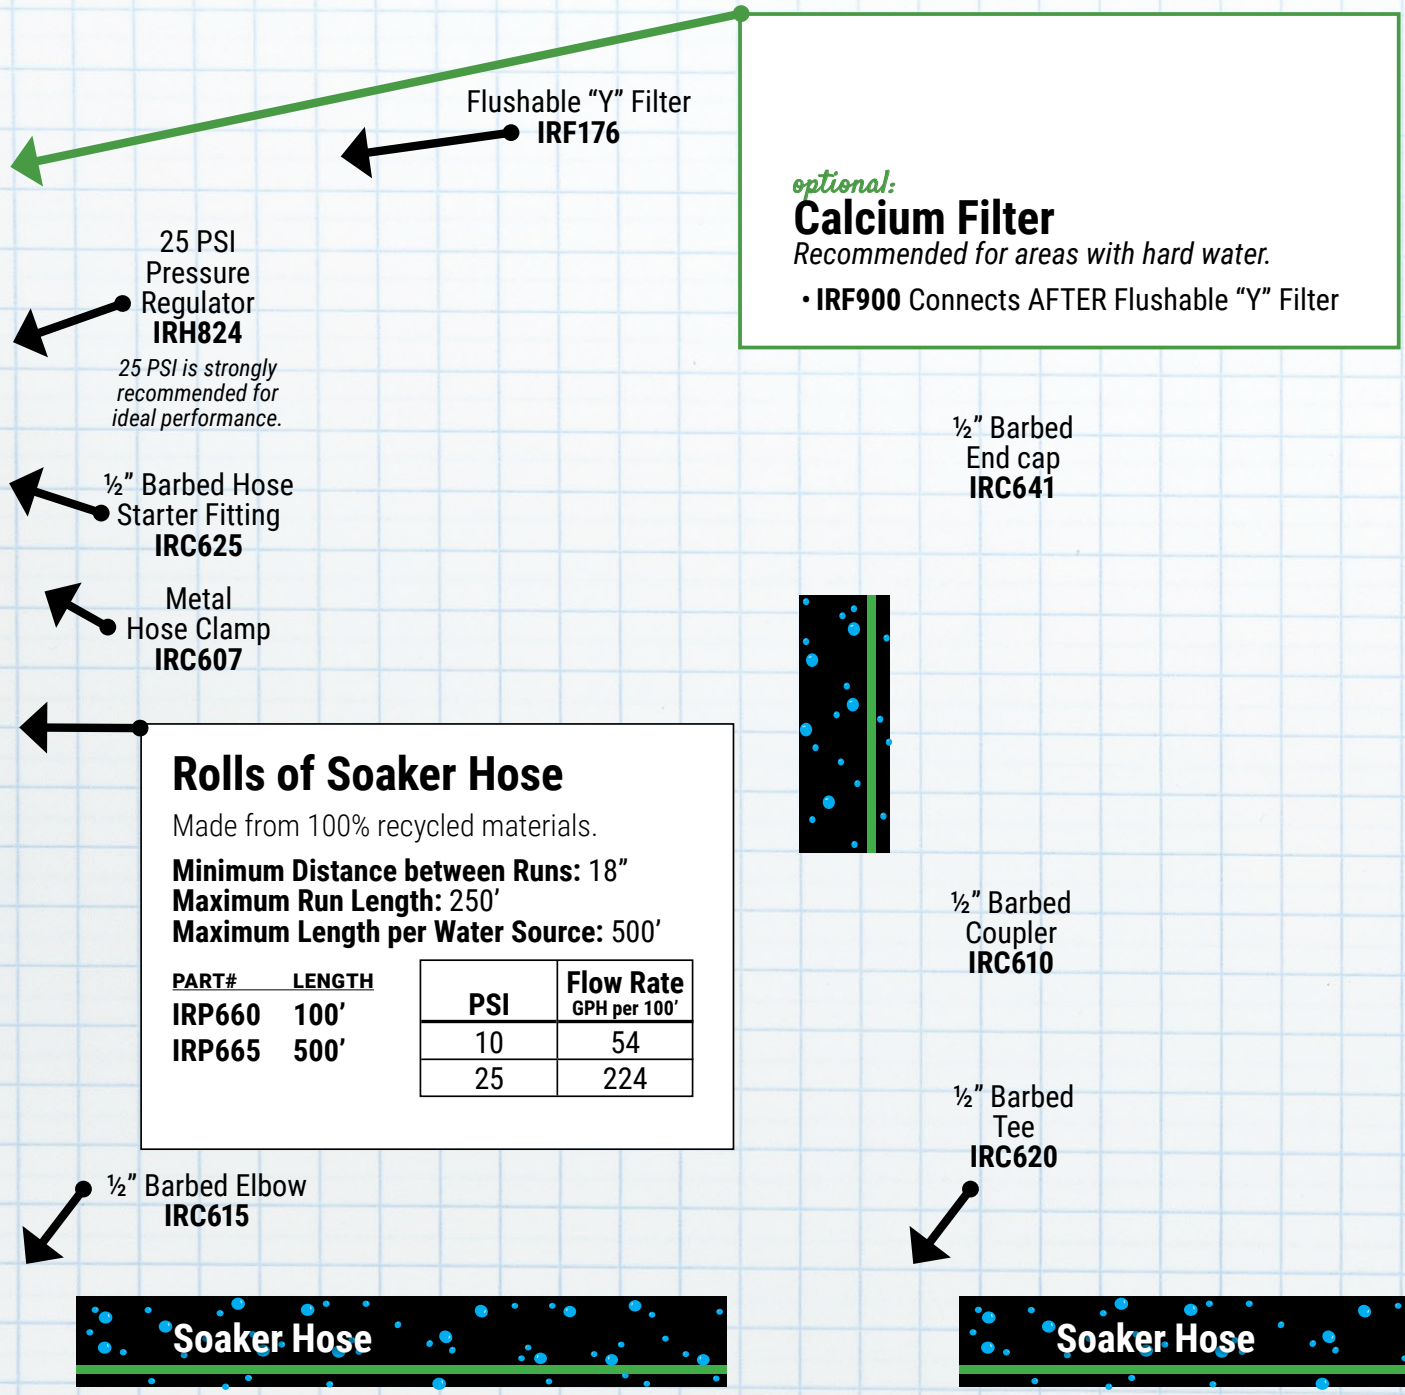 Flushable “Y” Filter
IRF176
optional:
Calcium Filter
Recommended for areas with hard water.
• IRF900 Connects AFTER Flushable “Y” Filter
25 PSI
Pressure
Regulator
IRH824
25 PSI is strongly
recommended for
ideal performance.
½” Barbed
End cap
IRC641
½” Barbed Hose
Starter Fitting
IRC625
Metal
Hose Clamp
IRC607
Rolls of Soaker Hose
Made from 100% recycled materials.
Minimum Distance between Runs: 18”
Maximum Run Length: 250’
Maximum Length per Water Source: 500’
PART# LENGTH
IRP660 100’
IRP665 500’
PSI Flow Rate
GPH per 100’
10 54
25 224
½” Barbed
Coupler
IRC610
½” Barbed
Tee
IRC620
½” Barbed Elbow
IRC615
Soaker Hose
Soaker Hose